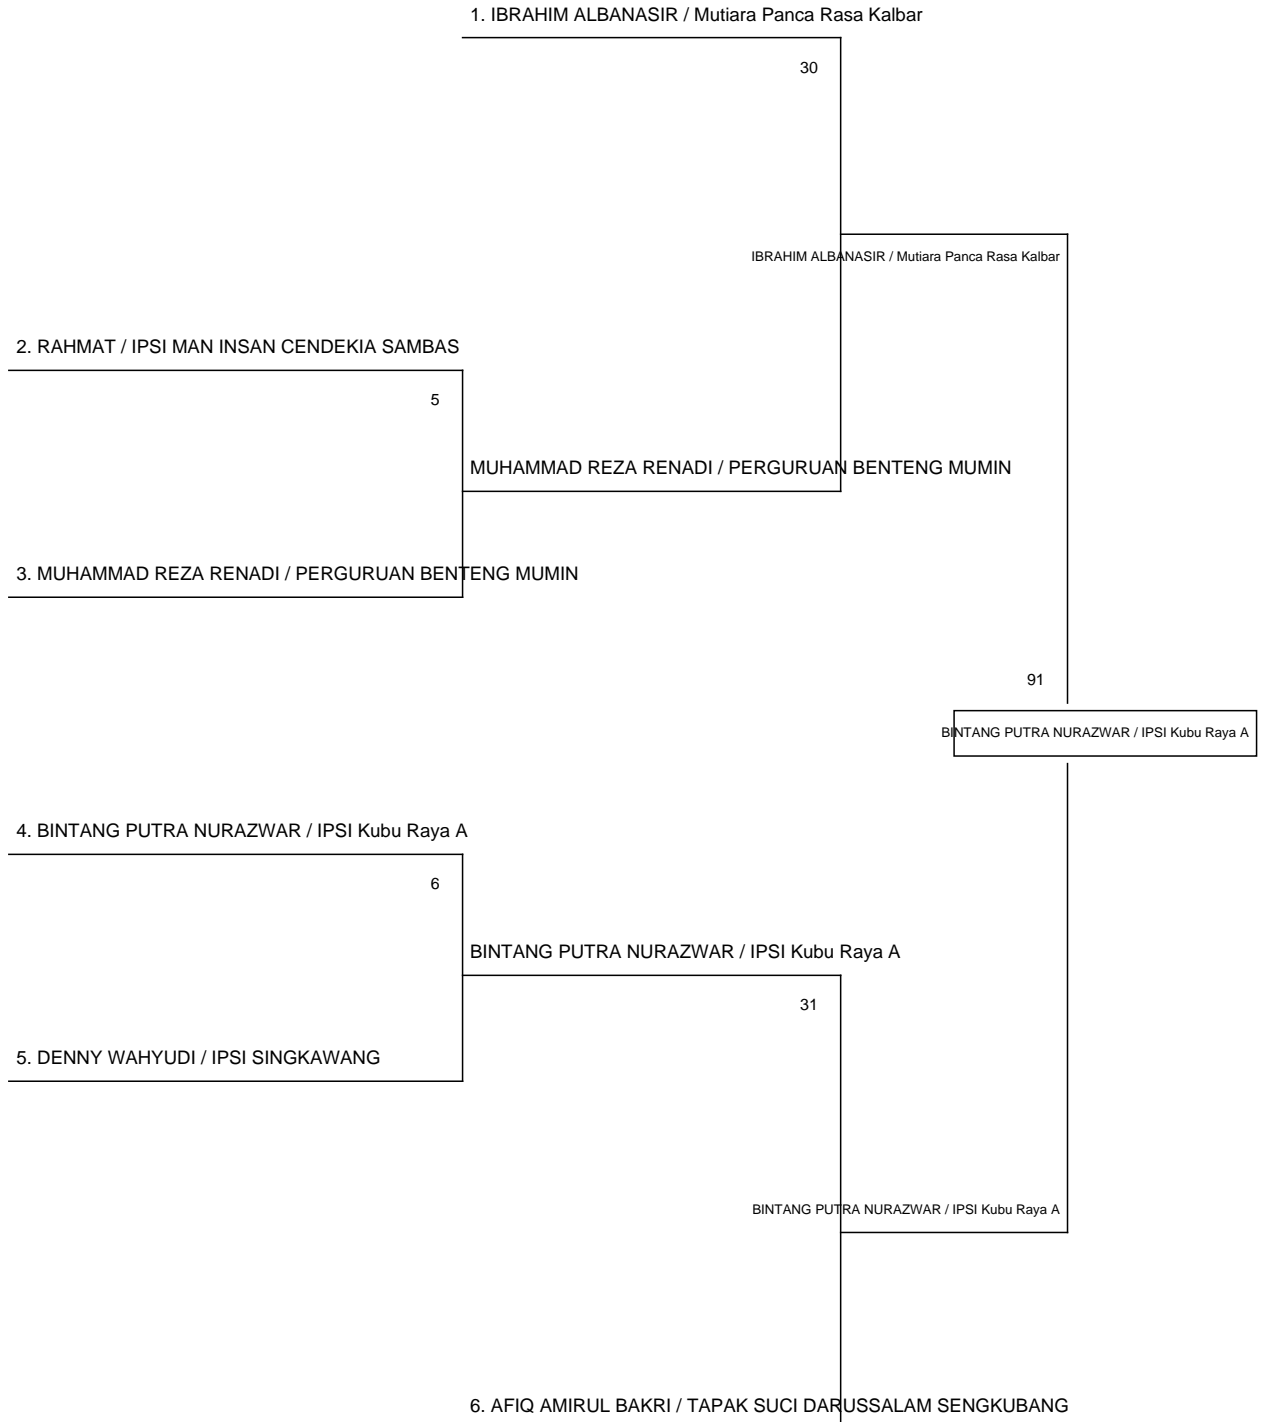 1. IBRAHIM ALBANASIR / Mutiara Panca Rasa Kalbar
30
IBRAHIM ALBANASIR / Mutiara Panca Rasa Kalbar
2. RAHMAT / IPSI MAN INSAN CENDEKIA SAMBAS
5
MUHAMMAD REZA RENADI / PERGURUAN BENTENG MUMIN
3. MUHAMMAD REZA RENADI / PERGURUAN BENTENG MUMIN
91
BINTANG PUTRA NURAZWAR / IPSI Kubu Raya A
4. BINTANG PUTRA NURAZWAR / IPSI Kubu Raya A
6
BINTANG PUTRA NURAZWAR / IPSI Kubu Raya A
31
5. DENNY WAHYUDI / IPSI SINGKAWANG
BINTANG PUTRA NURAZWAR / IPSI Kubu Raya A
6. AFIQ AMIRUL BAKRI / TAPAK SUCI DARUSSALAM SENGKUBANG